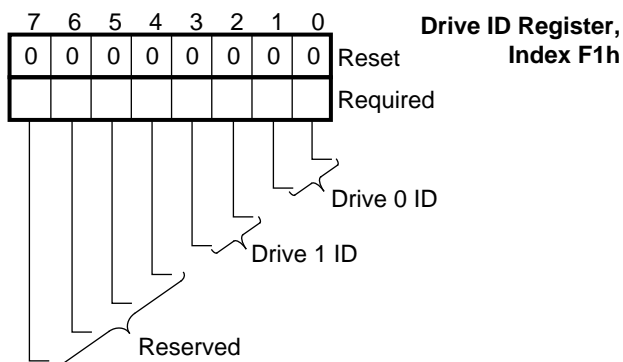 7 6 5 4 3 2 1 0
Drive ID Register,
Index F1h
0 0 0 0 0 0 0 0 Reset
Required
Drive 0 ID
Drive 1 ID
Reserved